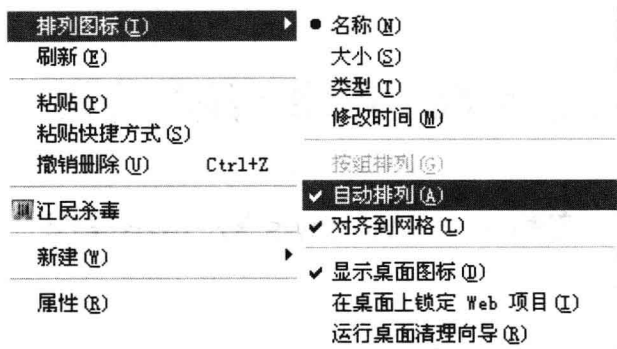 排列图标(I)
刷新(E)
粘贴(P)
粘贴快捷方式(S)
撤销删除(U) Ctrl+Z
江民杀毒
新建(W)
属性(R)
名称(N)
大小(S)
类型(T)
修改时间(M)
按组排列(G)
自动排列(A)
对齐到网格(L)
显示桌面图标(D)
在桌面上锁定 Web 项目(I)
运行桌面清理向导(R)